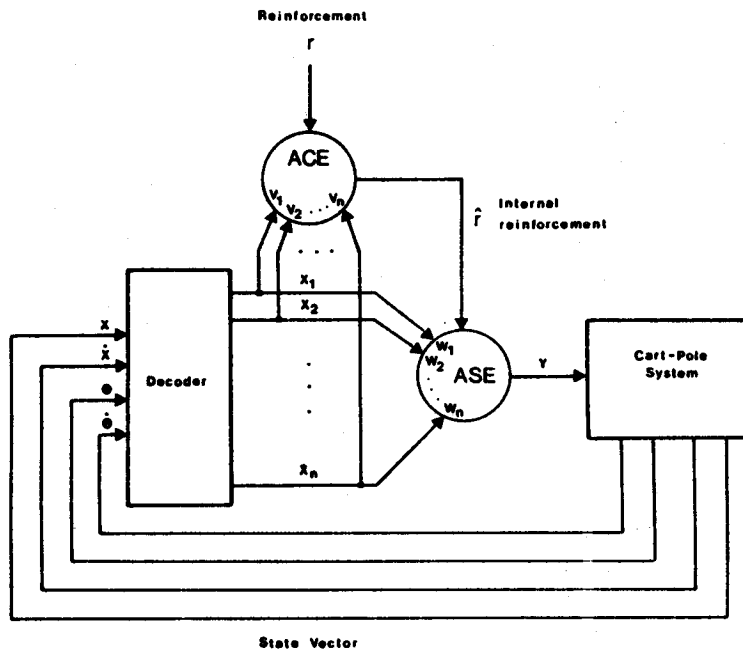 Reinforcement
r
ACE
v₁ v₂ . . . vₙ
r̂
Internal
reinforcement
. . .
x₁
x₂
x
ẋ
θ
θ̇
Decoder
w₁
w₂
wₙ
ASE
y
Cart-Pole
System
xₙ
State Vector